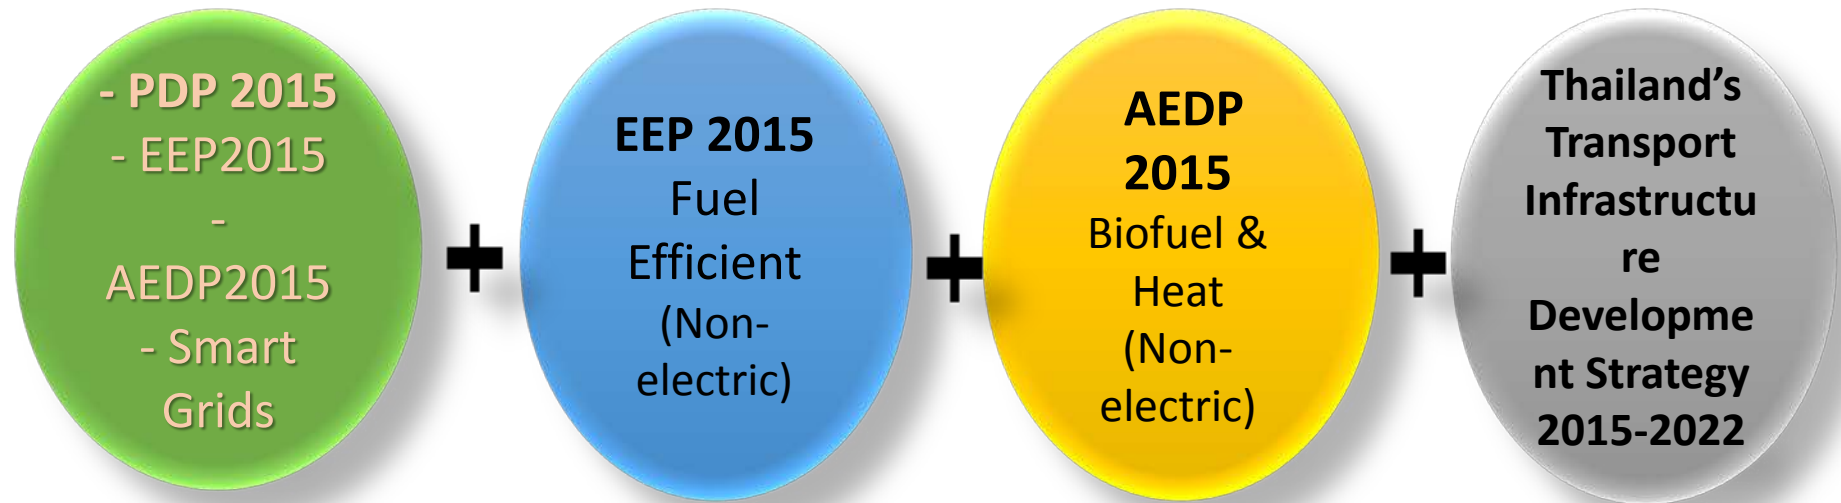 - PDP 2015
- EEP2015
-
AEDP2015
- Smart
Grids
+
EEP 2015
Fuel
Efficient
(Non-
electric)
+
AEDP
2015
Biofuel &
Heat
(Non-
electric)
+
Thailand’s
Transport
Infrastructu
re
Developme
nt Strategy
2015-2022